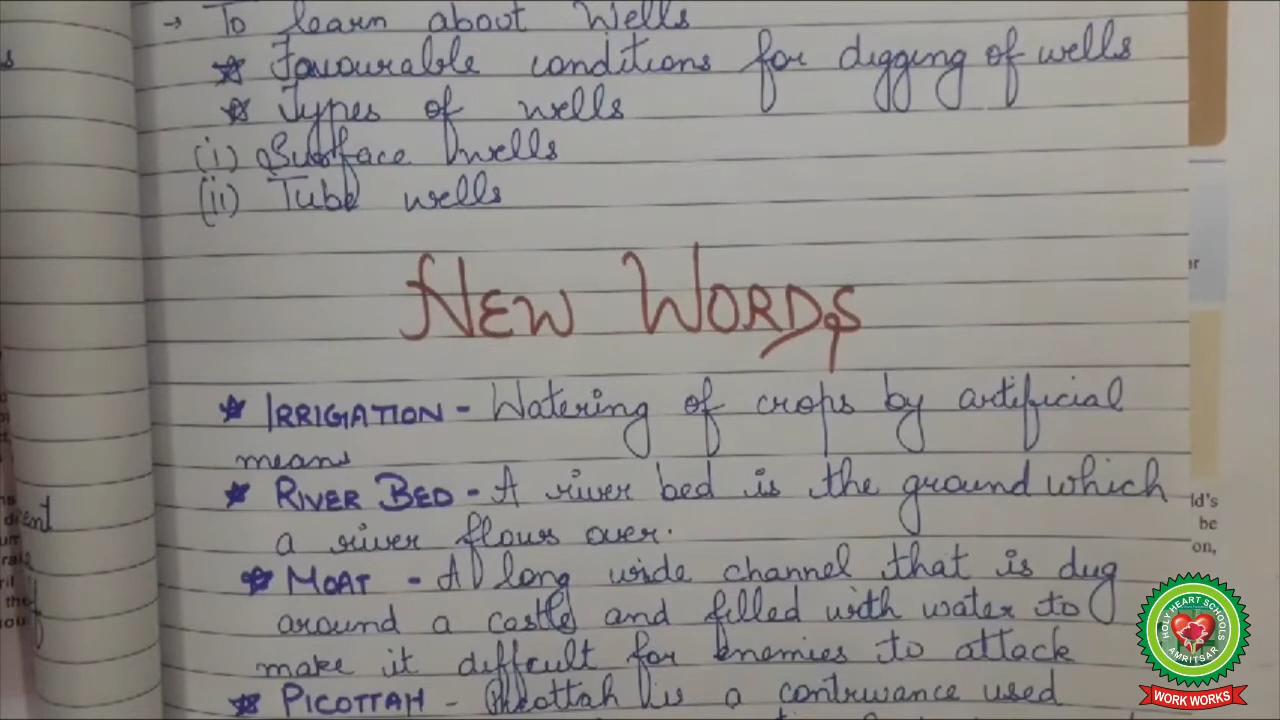 → To learn about Wells
★ Favourable conditions for digging of wells
★ Types of wells
(i) Surface wells
(ii) Tube wells
NEW WORDS
★ IRRIGATION - Watering of crops by artificial
means
★ RIVER BED - A river bed is the ground which
a river flows over.
★ MOAT - A long wide channel that is dug
around a castle and filled with water to
make it difficult for enemies to attack
★ PICOTTAH - Picottah is a contrivance used
ld's
be
on,
HOLY HEART SCHOOLS
AMRITSAR
WORK WORKS